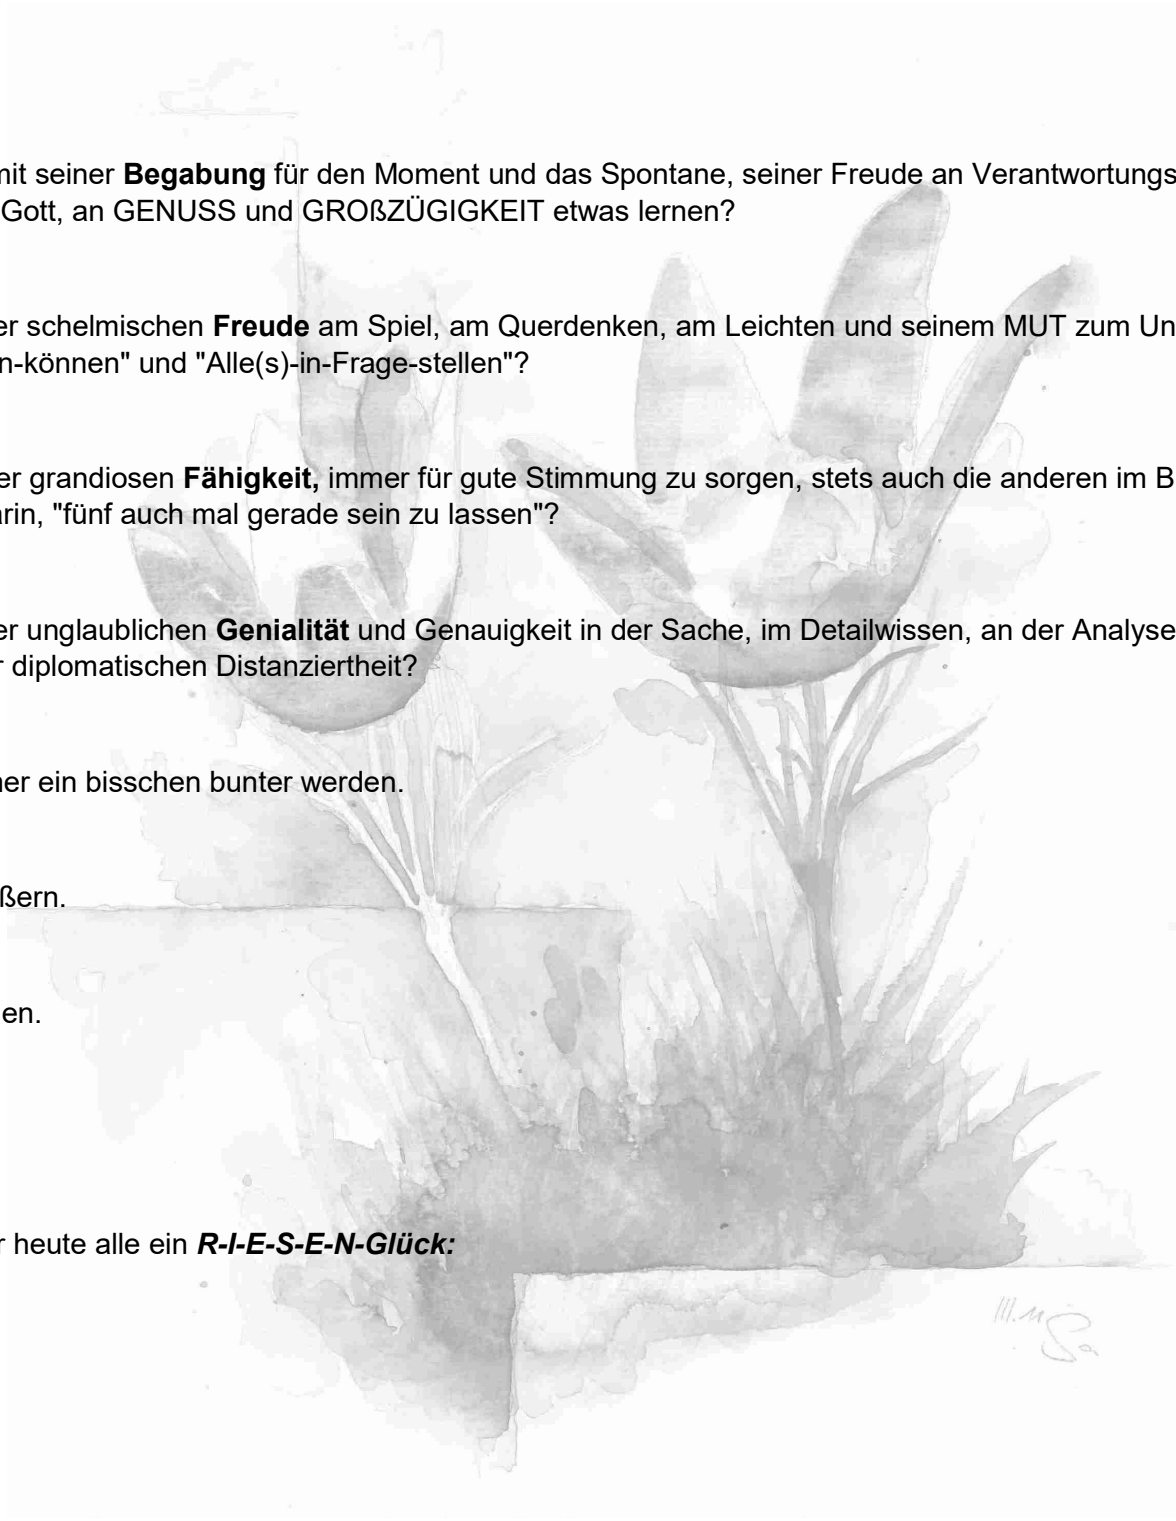 mit seiner Begabung für den Moment und das Spontane, seiner Freude an Verantwortungs
Gott, an GENUSS und GROßZÜGIGKEIT etwas lernen?
er schelmischen Freude am Spiel, am Querdenken, am Leichten und seinem MUT zum Un
n-können" und "Alle(s)-in-Frage-stellen"?
er grandiosen Fähigkeit, immer für gute Stimmung zu sorgen, stets auch die anderen im B
arin, "fünf auch mal gerade sein zu lassen"?
er unglaublichen Genialität und Genauigkeit in der Sache, im Detailwissen, an der Analyse
r diplomatischen Distanziertheit?
ner ein bisschen bunter werden.
ßern.
en.
r heute alle ein R-I-E-S-E-N-Glück: